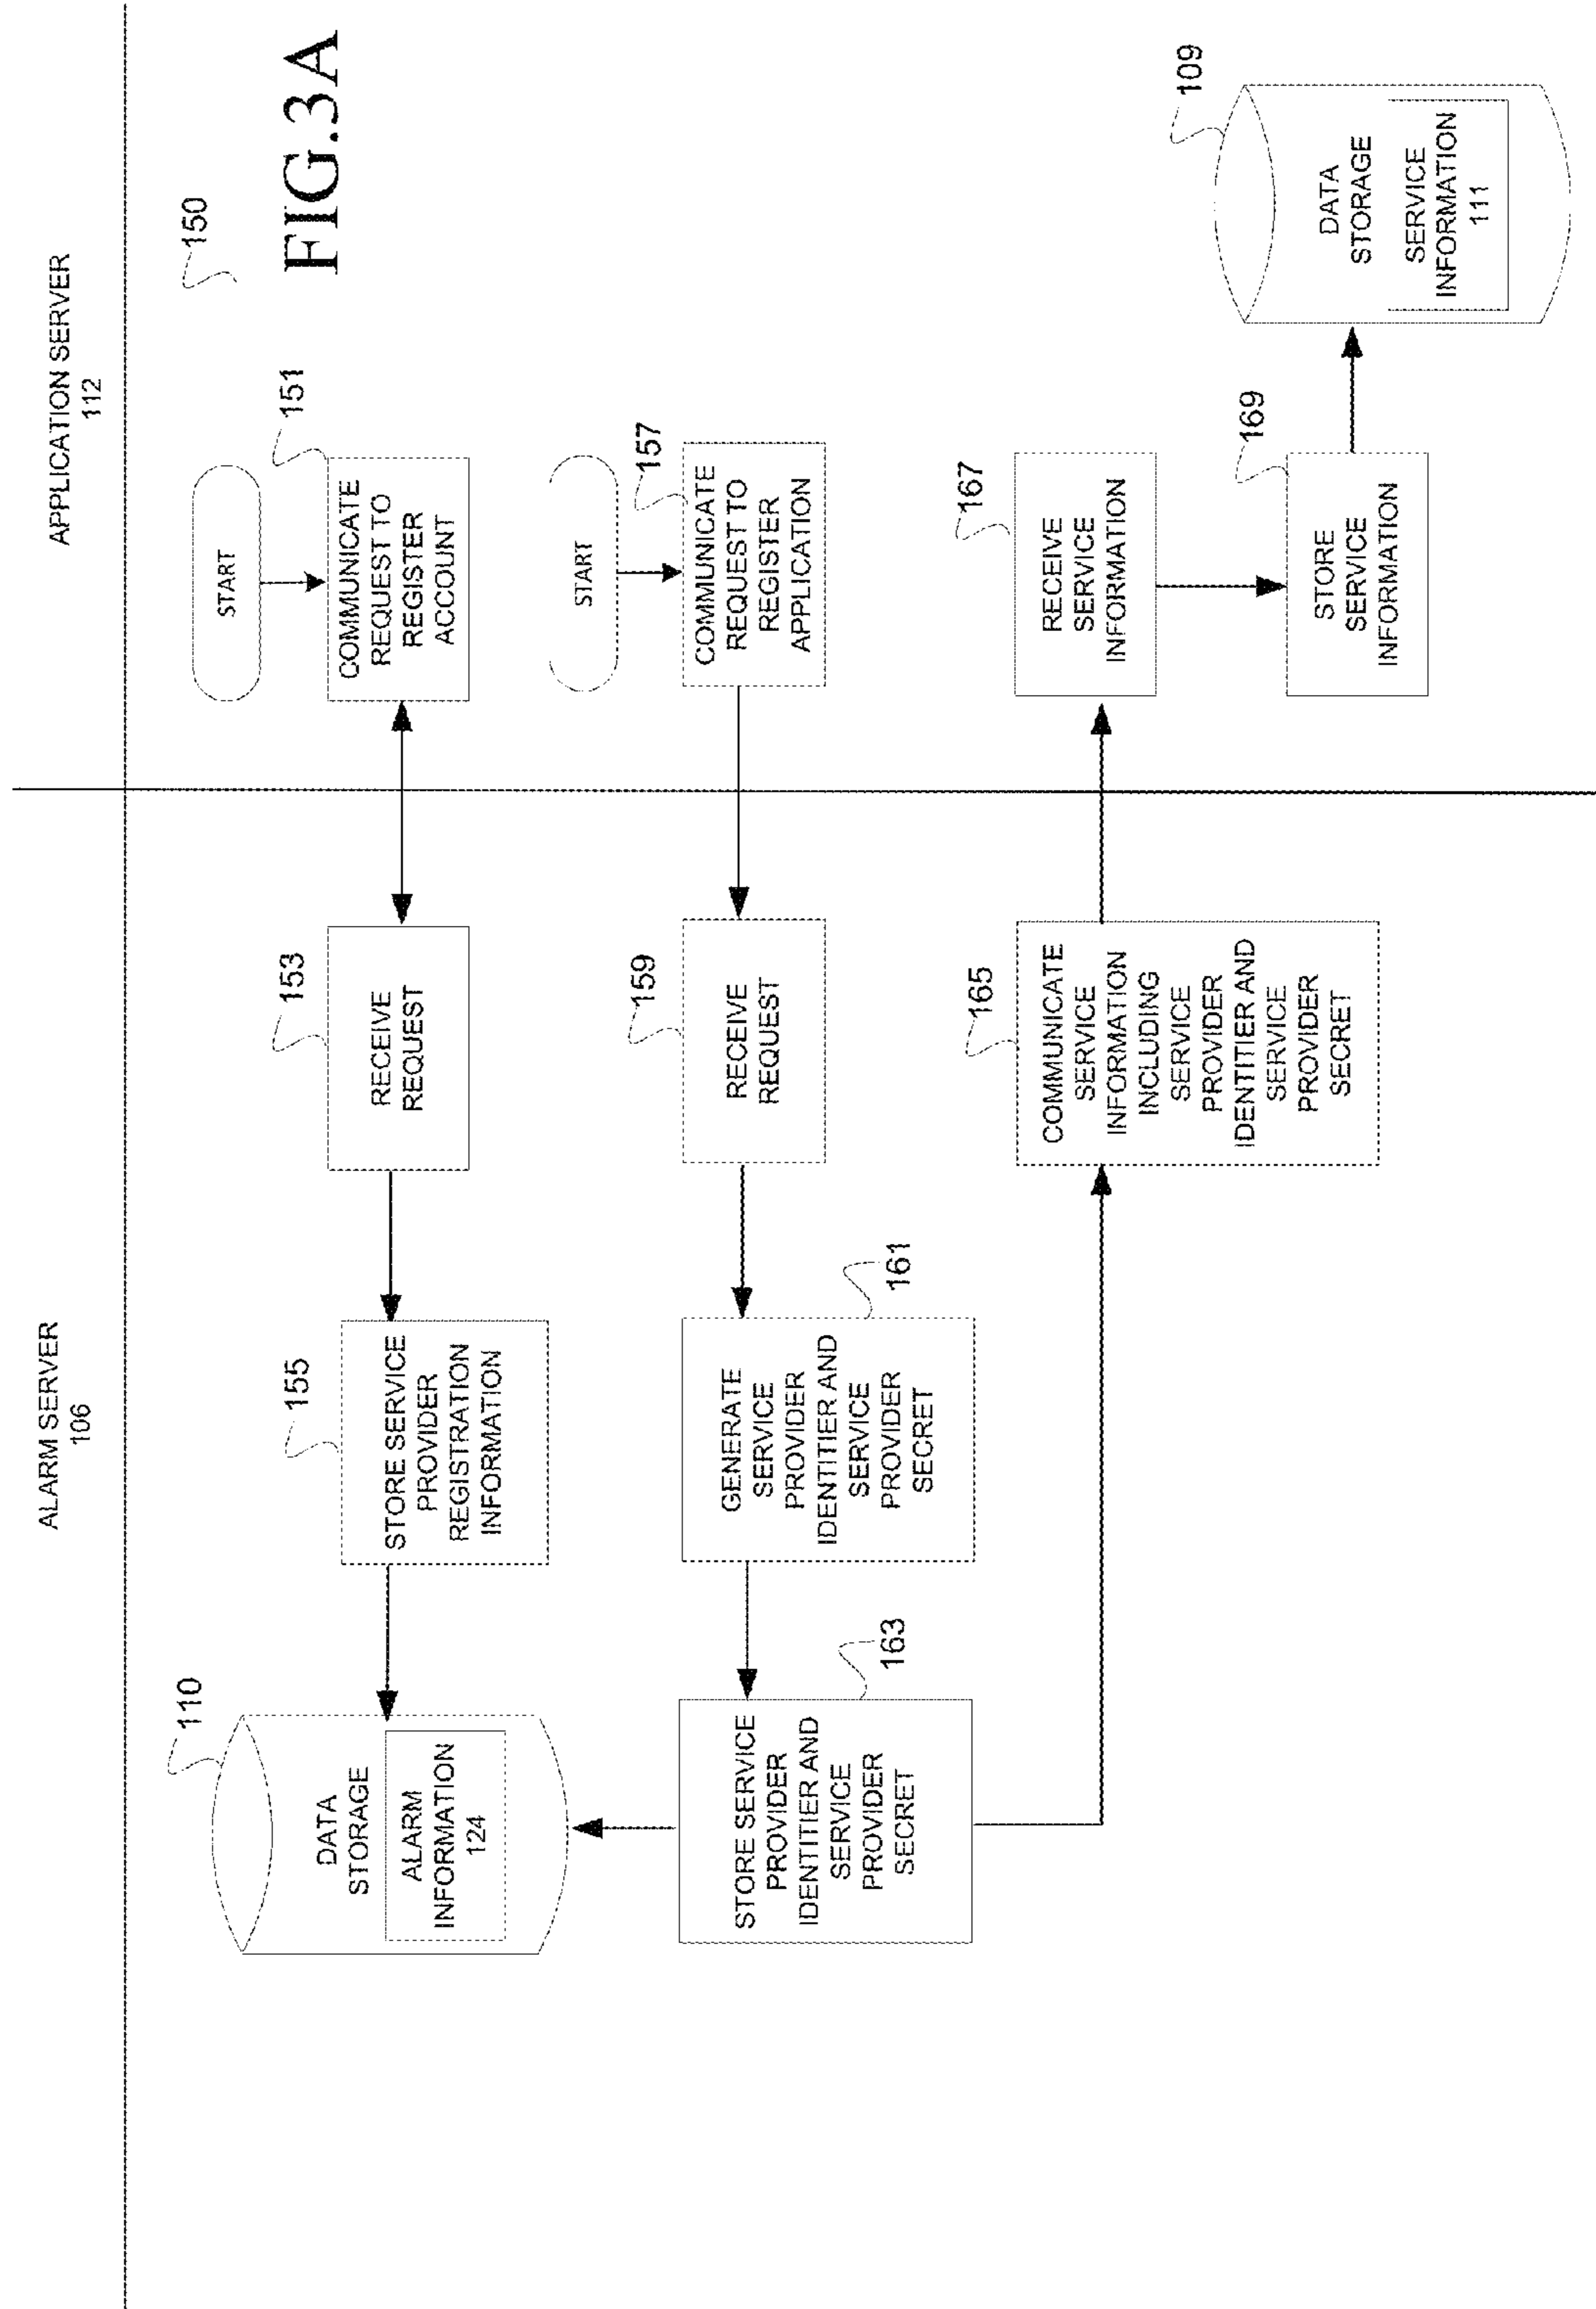 ALARM SERVER
106
APPLICATION SERVER
112
150
FIG.3A
110
DATA
STORAGE
ALARM
INFORMATION
124
155
STORE SERVICE
PROVIDER
REGISTRATION
INFORMATION
153
RECEIVE
REQUEST
START
151
COMMUNICATE
REQUEST TO
REGISTER
ACCOUNT
START
157
COMMUNICATE
REQUEST TO
REGISTER
APPLICATION
159
RECEIVE
REQUEST
161
GENERATE
SERVICE
PROVIDER
IDENTITIER AND
SERVICE
PROVIDER
SECRET
163
STORE SERVICE
PROVIDER
IDENTITIER AND
SERVICE
PROVIDER
SECRET
165
COMMUNICATE
SERVICE
INFORMATION
INCLUDING
SERVICE
PROVIDER
IDENTITIER AND
SERVICE
PROVIDER
SECRET
167
RECEIVE
SERVICE
INFORMATION
169
STORE
SERVICE
INFORMATION
109
DATA
STORAGE
SERVICE
INFORMATION
111